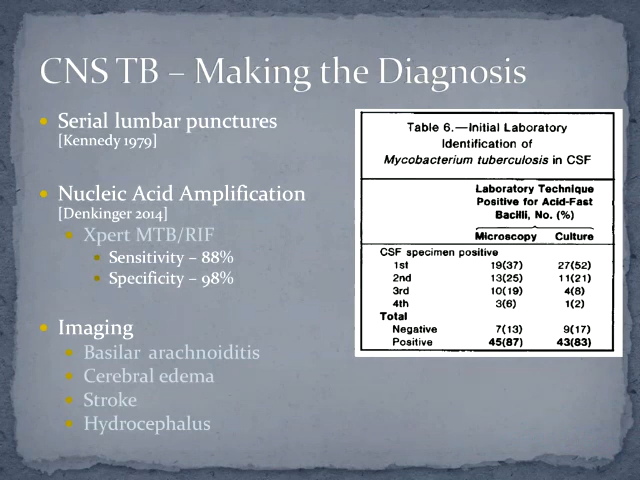 CNS TB – Making the Diagnosis
Serial lumbar punctures
[Kennedy 1979]
Nucleic Acid Amplification
[Denkinger 2014]
Xpert MTB/RIF
Sensitivity – 88%
Specificity – 98%
Imaging
Basilar arachnoiditis
Cerebral edema
Stroke
Hydrocephalus
Table 6.—Initial Laboratory
Identification of
Mycobacterium tuberculosis in CSF
Laboratory Technique
Positive for Acid-Fast
Bacilli, No. (%)
Microscopy Culture
CSF specimen positive
1st 19(37) 27(52)
2nd 13(25) 11(21)
3rd 10(19) 4(8)
4th 3(6) 1(2)
Total
Negative 7(13) 9(17)
Positive 45(87) 43(83)